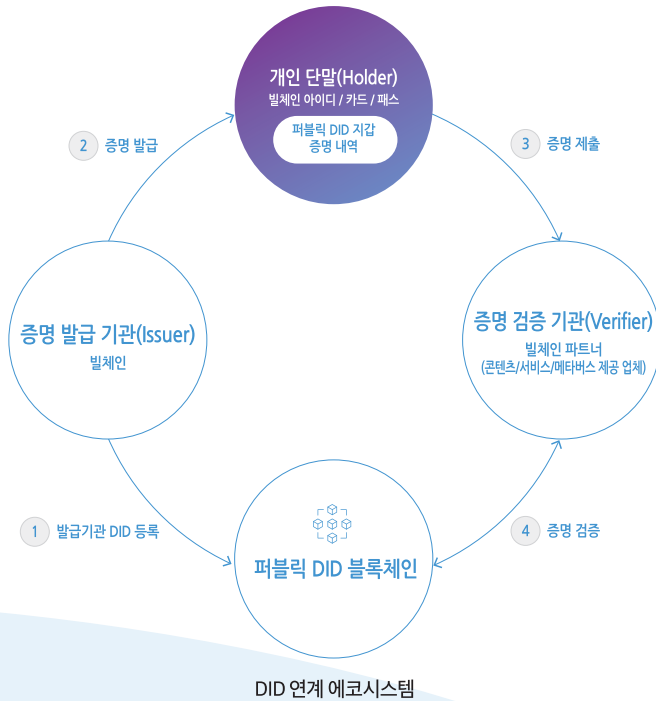 개인 단말(Holder)
빌체인 아이디 / 카드 / 패스
퍼블릭 DID 지갑
증명 내역
2 증명 발급
3 증명 제출
증명 발급 기관(Issuer)
빌체인
증명 검증 기관(Verifier)
빌체인 파트너
(콘텐츠/서비스/메타버스 제공 업체)
1 발급기관 DID 등록
4 증명 검증
퍼블릭 DID 블록체인
DID 연계 에코시스템